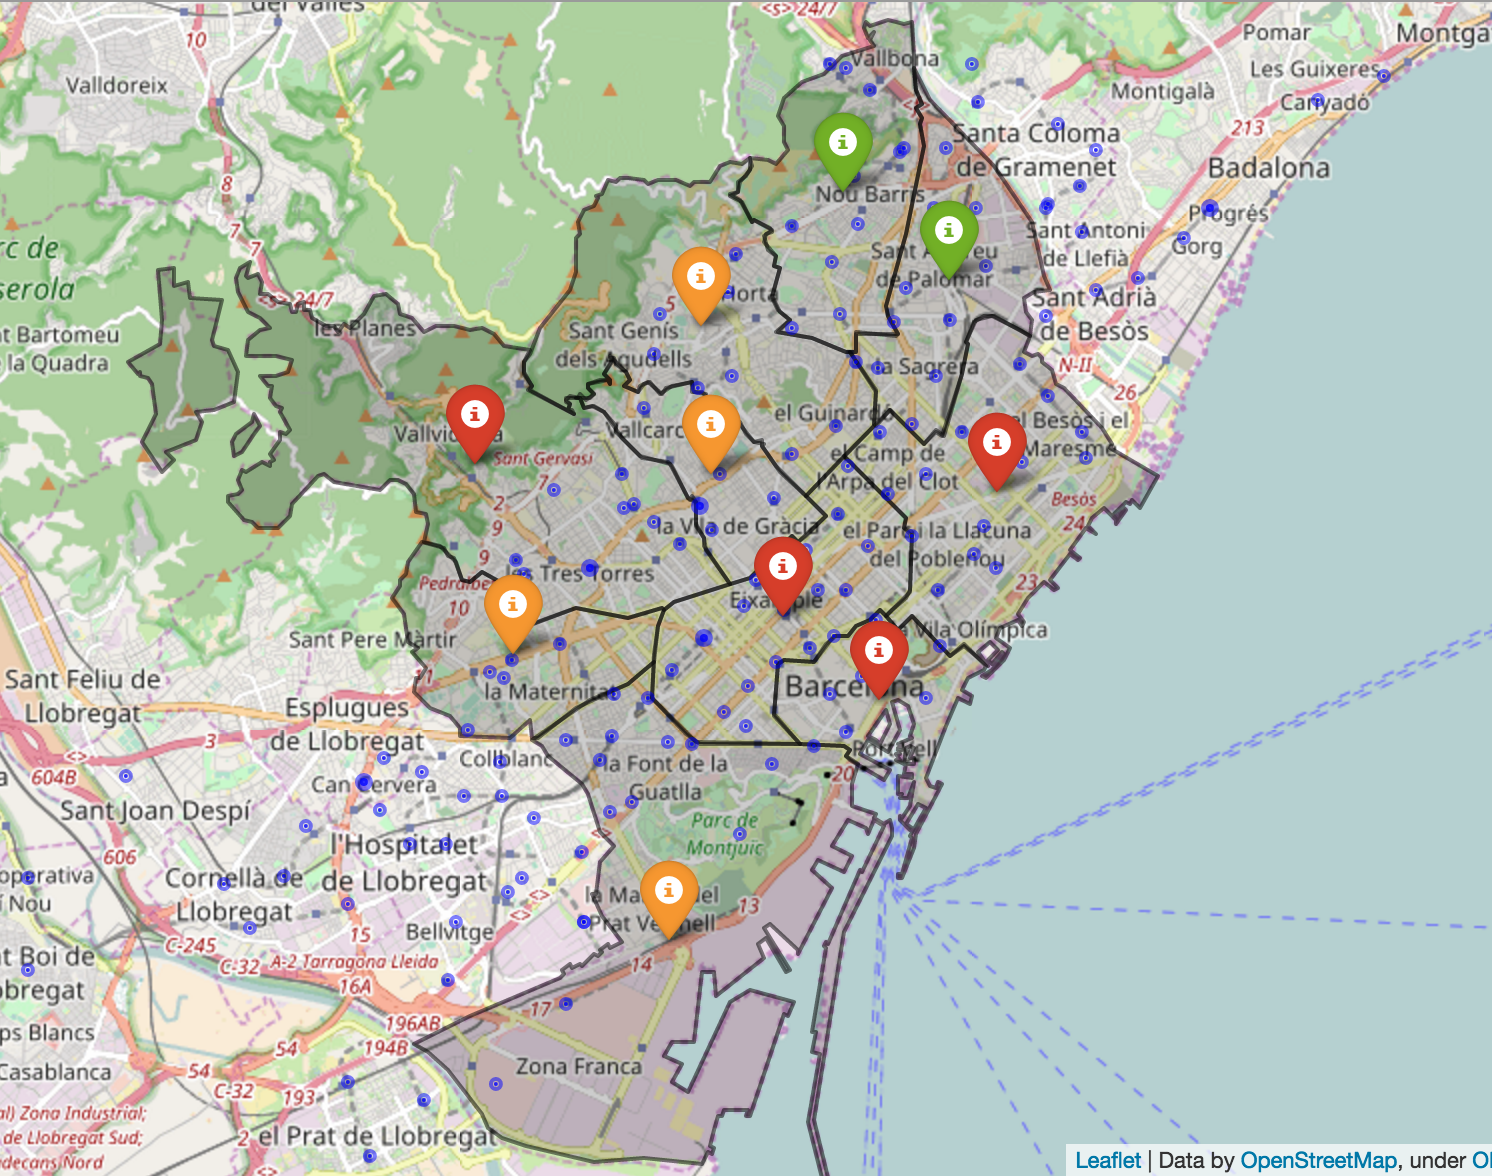 del Vallès
<s> 24/7
Pomar
Montga
10
Vallbona
Les Guixeres
Valldoreix
Montigalà
Canyadó
Santa Coloma
de Gramenet
213
Badalona
8
Nou Barris
Progrés
7
7
Sant Antoni
de Llefià
Gorg
rc de
serola
Sant Andreu
de Palomar
<s> 24/7
5
Horta
Sant Adrià
de Besòs
nt Bartomeu
e la Quadra
les Planes
Sant Genís
dels Agudells
la Sagrera
N-II
26
el Guinardó
el Besòs i el
Maresme
Vallvidrera
Vallcarca
el Camp de
l'Arpa del Clot
Sant Gervasi
7
2
9
Besòs
24
la Vila de Gràcia
el Parc i la Llacuna
del Poblenou
9
les Tres Torres
Pedralbes
10
Eixample
23
Sant Pere Màrtir
la Vila Olímpica
11
Sant Feliu de
Llobregat
la Maternitat
Barcelona
Esplugues
de Llobregat
3
<>
604B
Collblanc
Port Vell
Can Cervera
la Font de la
Guatlla
20
Sant Joan Despí
Parc de
Montjuïc
l'Hospitalet
de Llobregat
606
operativa
í Nou
Cornellà de
Llobregat
<>
<>
la Marina del
Prat Vermell
13
15
Bellvitge
C-245
C-32
A-2 Tarragona Lleida
nt Boi de
obregat
14
16A
17
196AB
194B
ps Blancs
54
Casablanca
54
C-32
193
Zona Franca
al) Zona Industrial;
de Llobregat Sud;
adecans Nord
2
el Prat de Llobregat
<>
Leaflet | Data by OpenStreetMap, under O